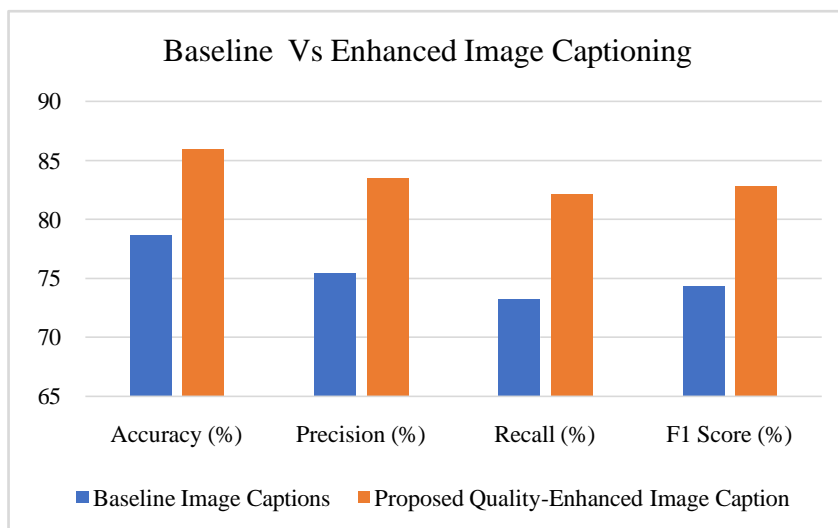 Baseline Vs Enhanced Image Captioning
90
85
80
75
70
65
Accuracy (%) Precision (%) Recall (%) F1 Score (%)
Baseline Image Captions Proposed Quality-Enhanced Image Caption